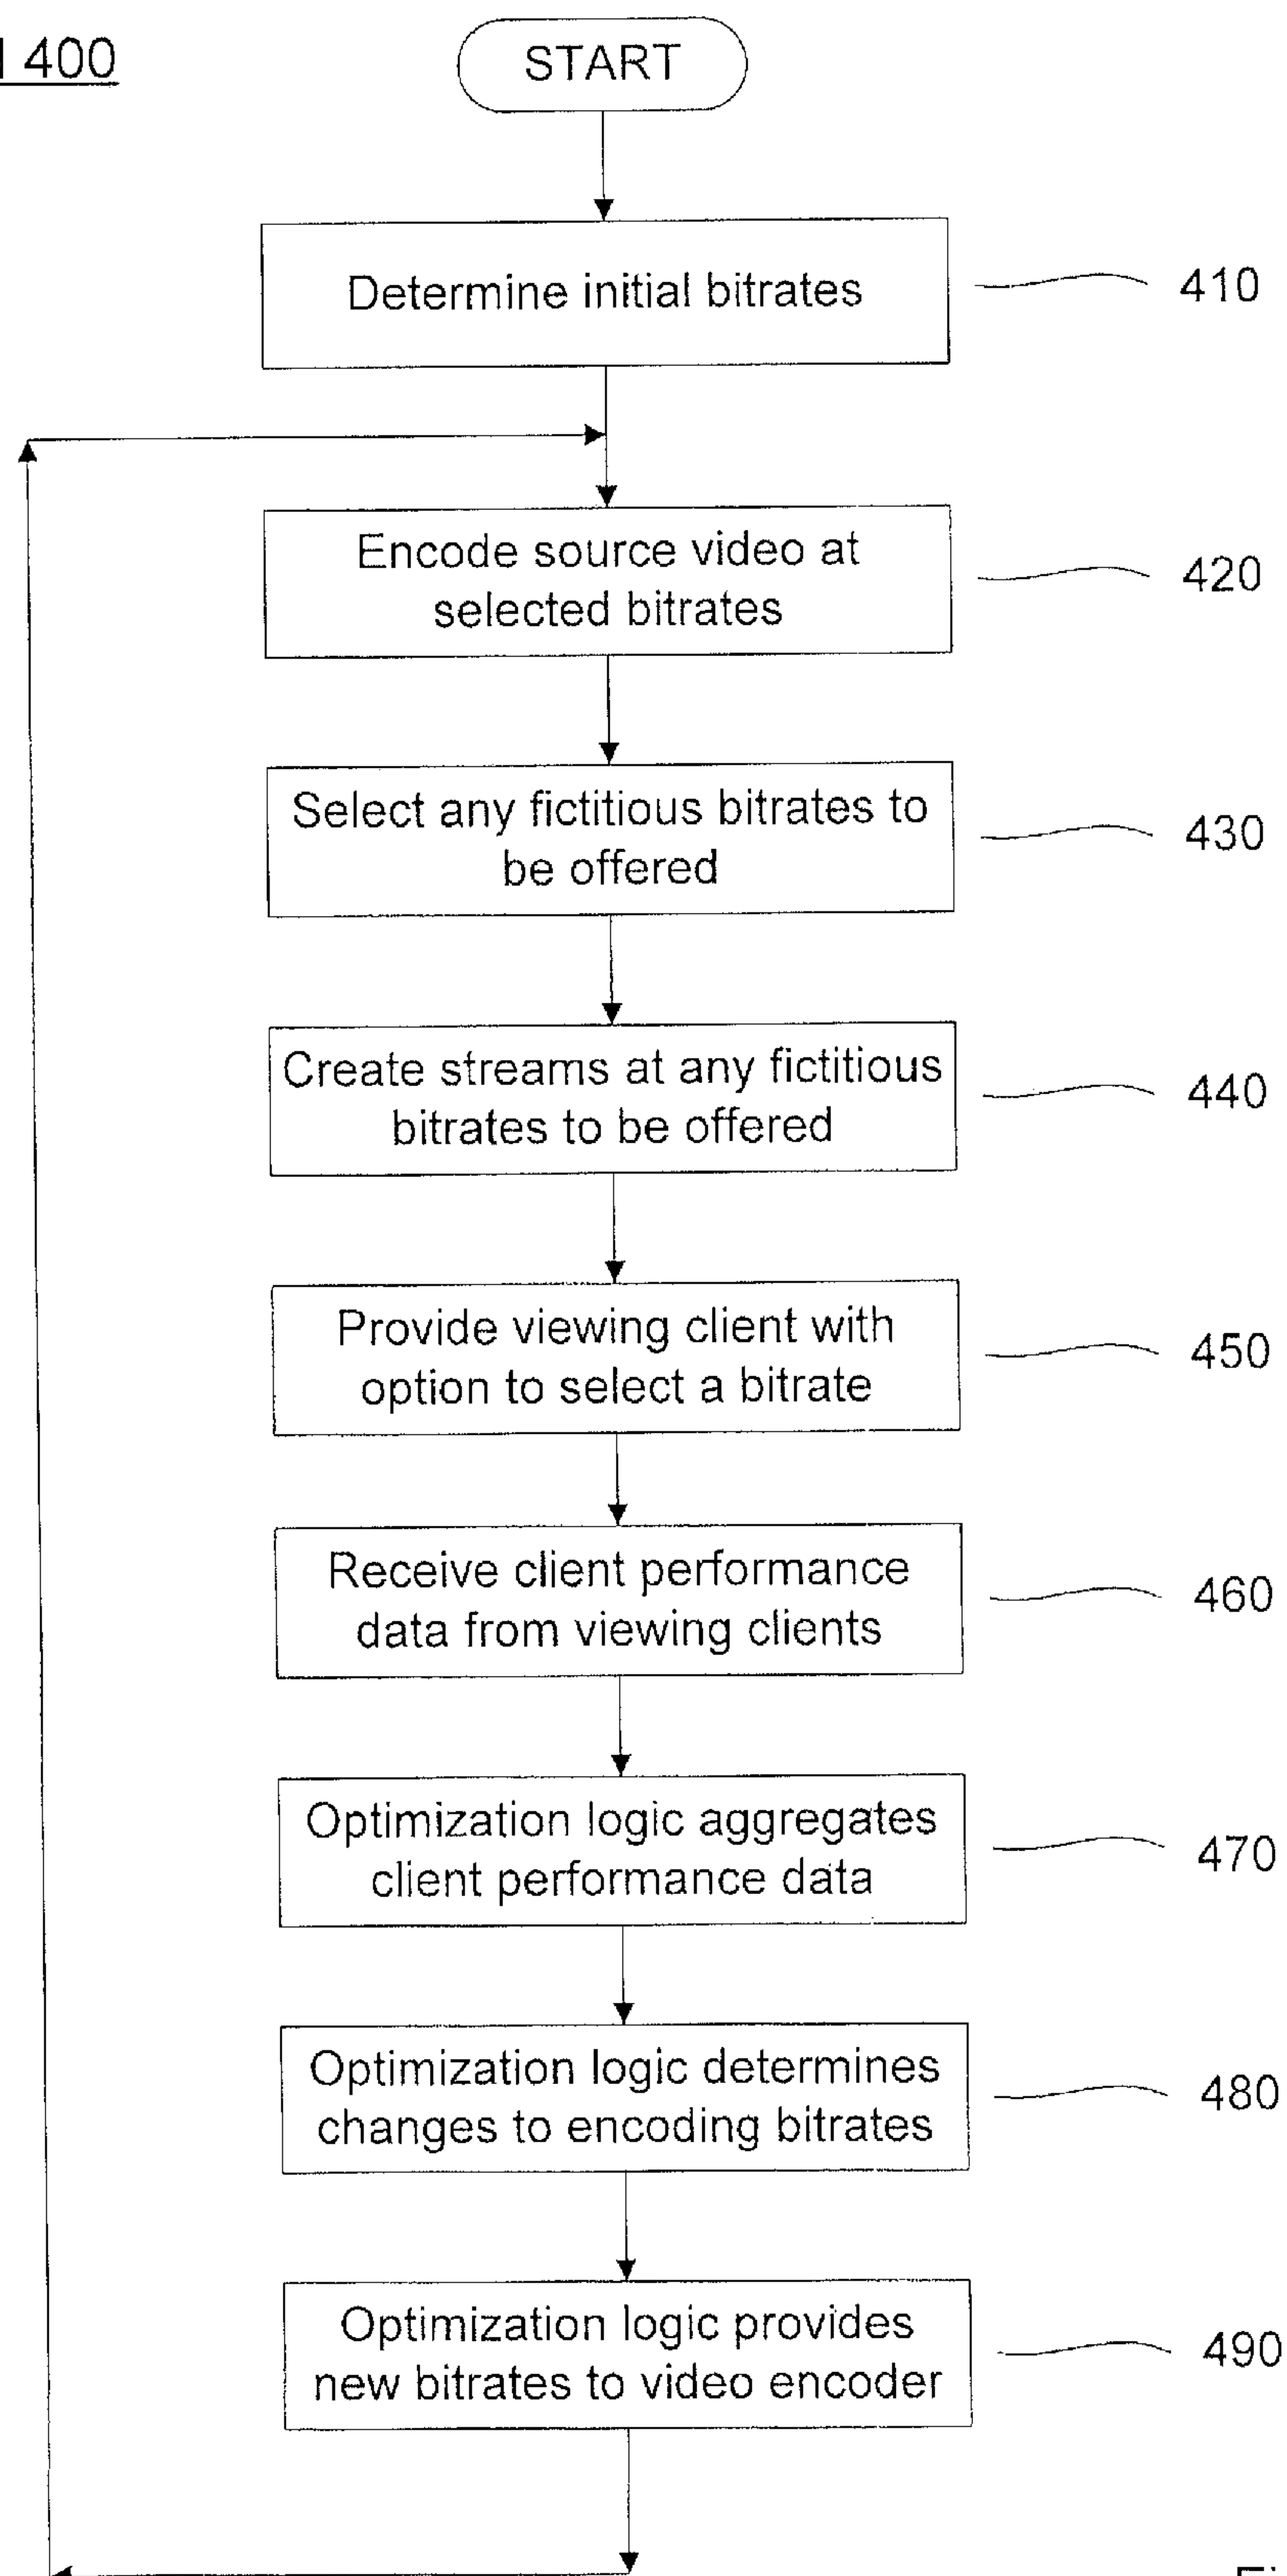 400
START
Determine initial bitrates
410
Encode source video at
selected bitrates
420
Select any fictitious bitrates to
be offered
430
Create streams at any fictitious
bitrates to be offered
440
Provide viewing client with
option to select a bitrate
450
Receive client performance
data from viewing clients
460
Optimization logic aggregates
client performance data
470
Optimization logic determines
changes to encoding bitrates
480
Optimization logic provides
new bitrates to video encoder
490